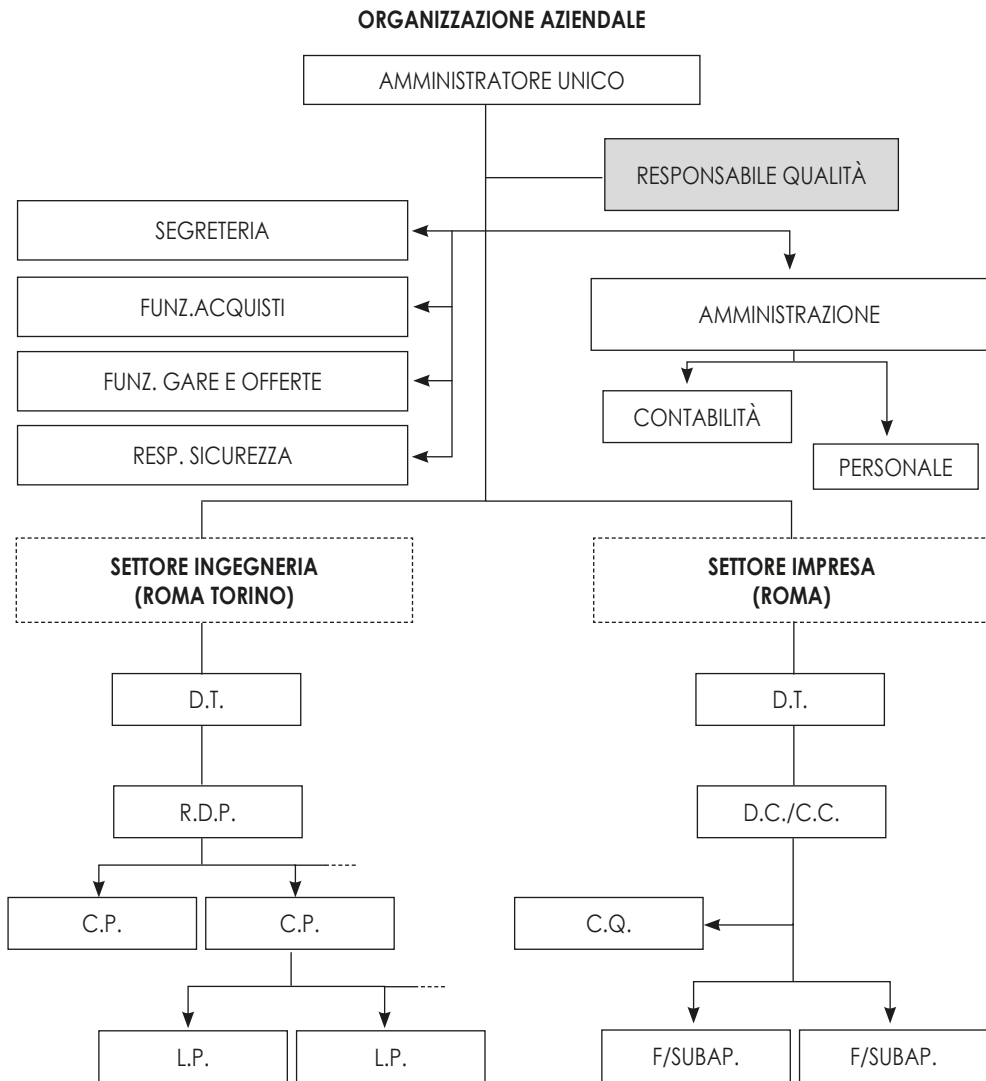 ORGANIZZAZIONE AZIENDALE
AMMINISTRATORE UNICO
RESPONSABILE QUALITÀ
SEGRETERIA
FUNZ.ACQUISTI
AMMINISTRAZIONE
FUNZ. GARE E OFFERTE
CONTABILITÀ
RESP. SICUREZZA
PERSONALE
SETTORE INGEGNERIA
(ROMA TORINO)
SETTORE IMPRESA
(ROMA)
D.T.
D.T.
R.D.P.
D.C./C.C.
C.P.
C.P.
C.Q.
L.P.
L.P.
F/SUBAP.
F/SUBAP.